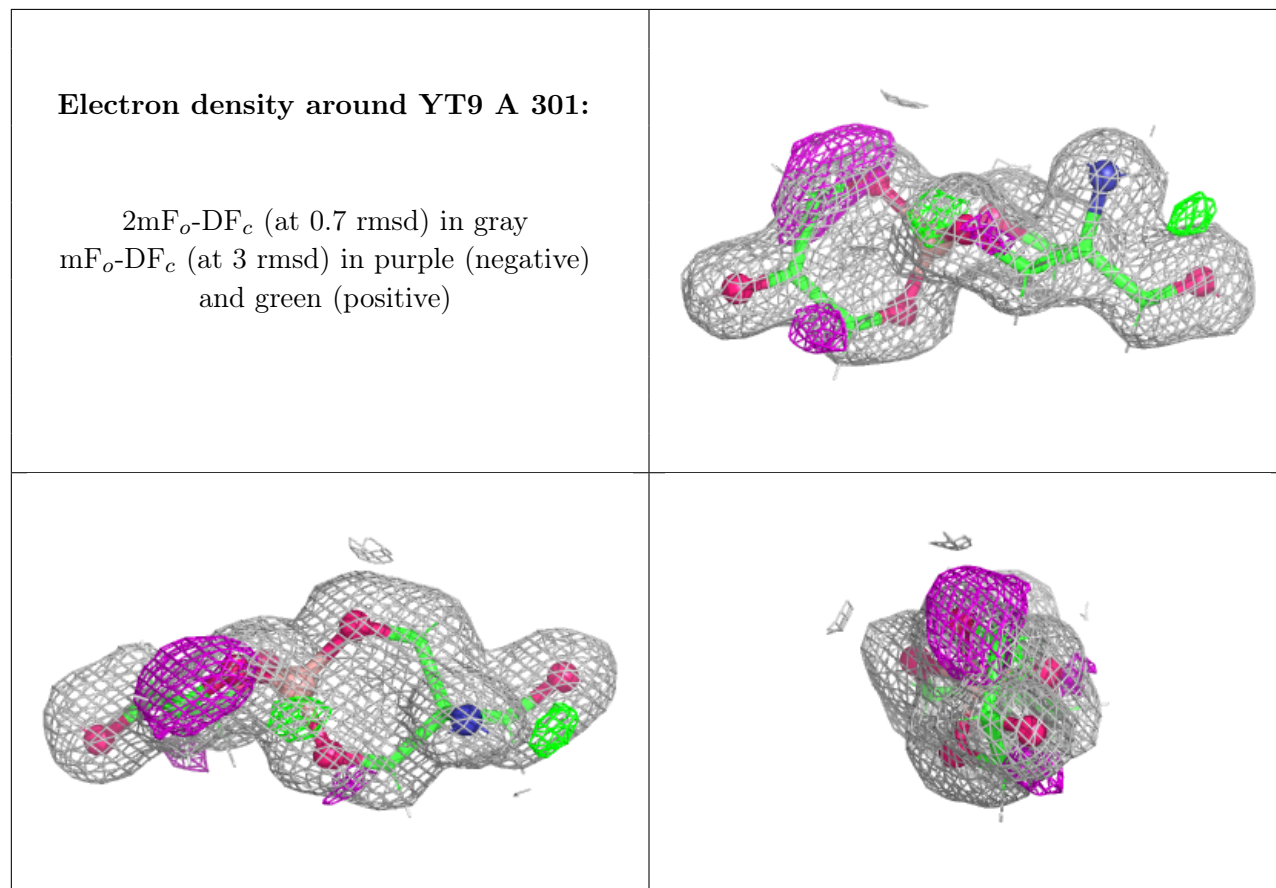 Electron density around YT9 A 301:
2mFo-DFc (at 0.7 rmsd) in gray
mFo-DFc (at 3 rmsd) in purple (negative)
and green (positive)